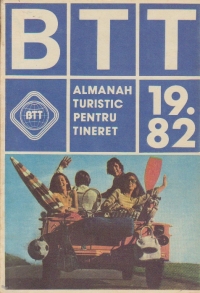 BTT
BTT
ALMANAH
TURISTIC
PENTRU
TINERET
19.
82